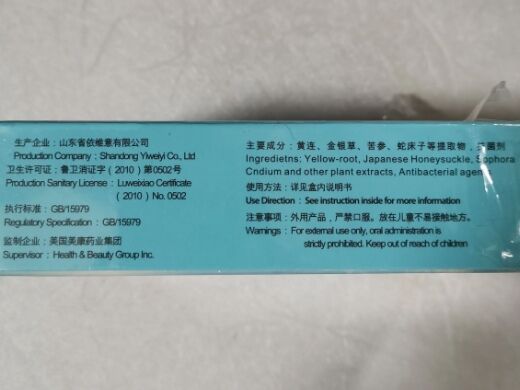 生产企业：山东省依维意有限公司
Production Company : Shandong Yiweiyi Co., Ltd
卫生许可证：鲁卫消证字（2010）第0502号
Production Sanitary License : Luweixiao Certificate
（2010）No. 0502
执行标准：GB/15979
Regulatory Specification : GB/15979
监制企业：美国美康药业集团
Supervisor : Health & Beauty Group Inc.
主要成分：黄连、金银草、苦参、蛇床子等提取物，菌剂
Ingredietns: Yellow-root, Japanese Honeysuckle, Sophora
Cndium and other plant extracts, Antibacterial agents
使用方法：详见盒内说明书
Use Direction : See instruction inside for more information
注意事项：外用产品，严禁口服。放在儿童不易接触地方。
Warnings : For external use only, oral administration is
strictly prohibited. Keep out of reach of children